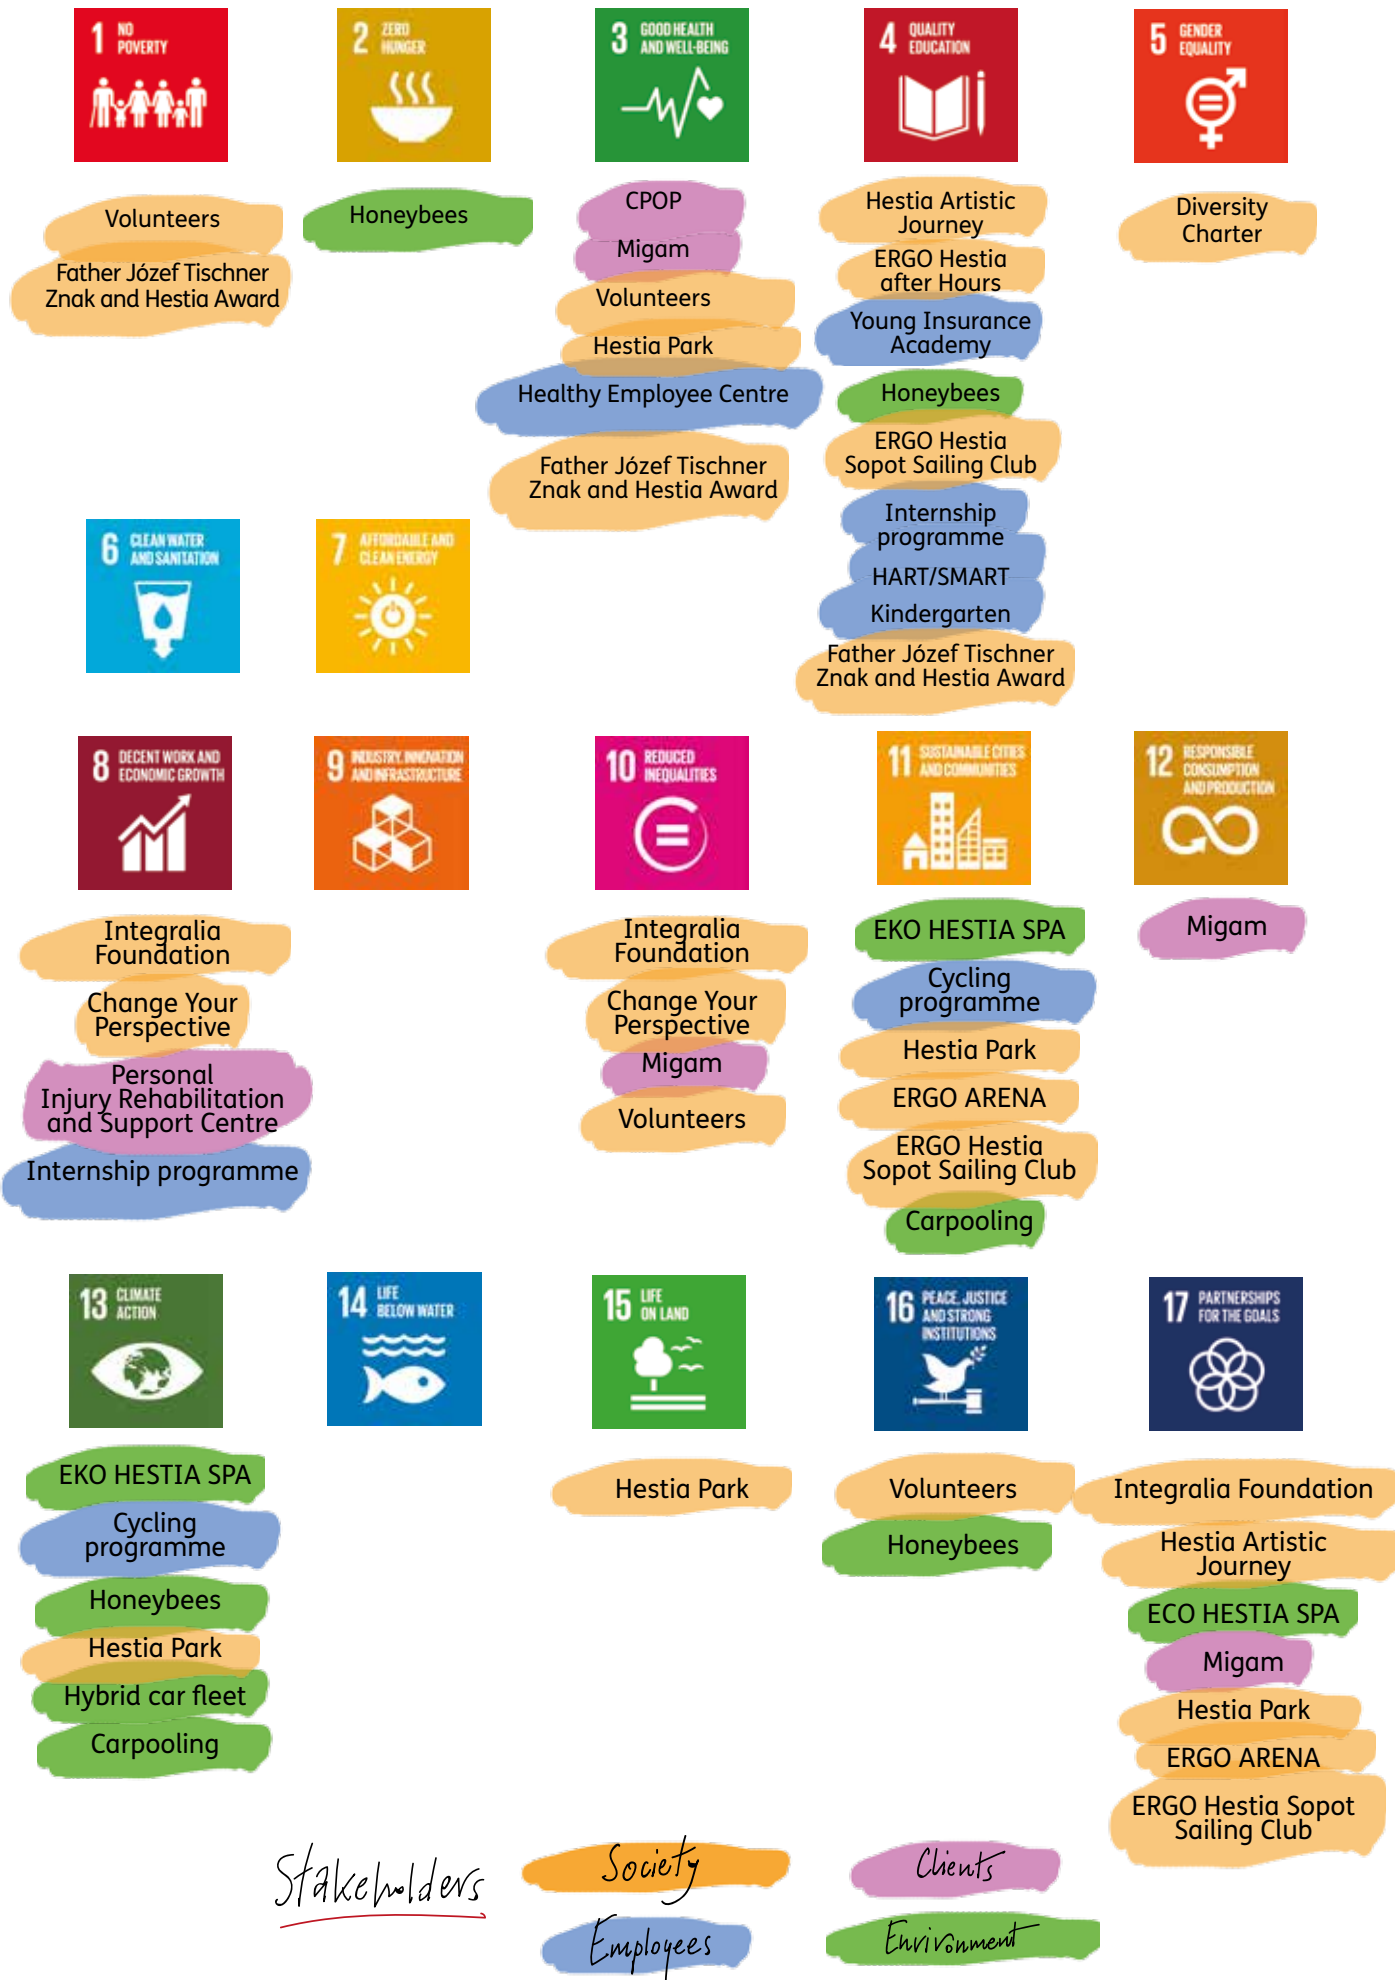 1 NO
POVERTY
Volunteers
Father Józef Tischner
Znak and Hestia Award
2 ZERO
HUNGER
Honeybees
3 GOOD HEALTH
AND WELL-BEING
CPOP
Migam
Volunteers
Hestia Park
Healthy Employee Centre
Father Józef Tischner
Znak and Hestia Award
4 QUALITY
EDUCATION
Hestia Artistic
Journey
ERGO Hestia
after Hours
Young Insurance
Academy
Honeybees
ERGO Hestia
Sopot Sailing Club
Internship
programme
HART/SMART
Kindergarten
Father Józef Tischner
Znak and Hestia Award
5 GENDER
EQUALITY
Diversity
Charter
6 CLEAN WATER
AND SANITATION
7 AFFORDABLE AND
CLEAN ENERGY
8 DECENT WORK AND
ECONOMIC GROWTH
Integralia
Foundation
Change Your
Perspective
Personal
Injury Rehabilitation
and Support Centre
Internship programme
9 INDUSTRY, INNOVATION
AND INFRASTRUCTURE
10 REDUCED
INEQUALITIES
Integralia
Foundation
Change Your
Perspective
Migam
Volunteers
11 SUSTAINABLE CITIES
AND COMMUNITIES
EKO HESTIA SPA
Cycling
programme
Hestia Park
ERGO ARENA
ERGO Hestia
Sopot Sailing Club
Carpooling
12 RESPONSIBLE
CONSUMPTION
AND PRODUCTION
Migam
13 CLIMATE
ACTION
EKO HESTIA SPA
Cycling
programme
Honeybees
Hestia Park
Hybrid car fleet
Carpooling
14 LIFE
BELOW WATER
15 LIFE
ON LAND
Hestia Park
16 PEACE, JUSTICE
AND STRONG
INSTITUTIONS
Volunteers
Honeybees
17 PARTNERSHIPS
FOR THE GOALS
Integralia Foundation
Hestia Artistic
Journey
ECO HESTIA SPA
Migam
Hestia Park
ERGO ARENA
ERGO Hestia Sopot
Sailing Club
Stakeholders
Society
Clients
Employees
Environment